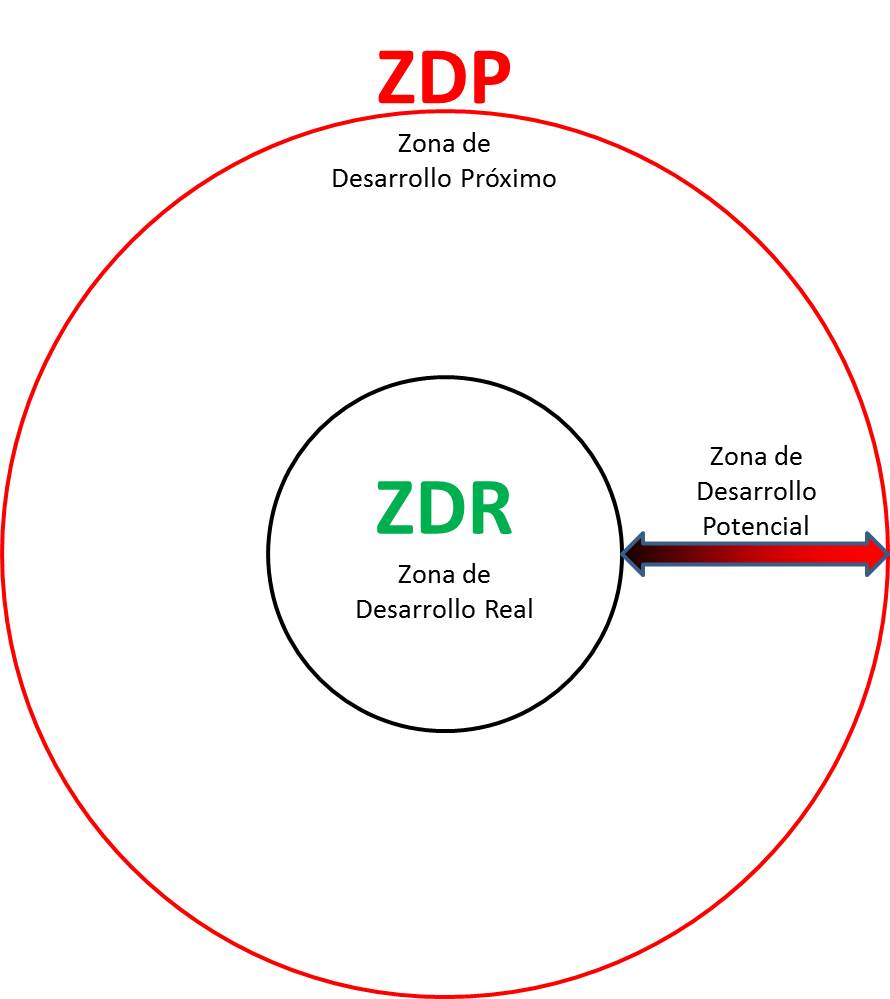 ZDP
Zona de
Desarrollo Próximo
Zona de
Desarrollo
Potencial
ZDR
Zona de
Desarrollo Real